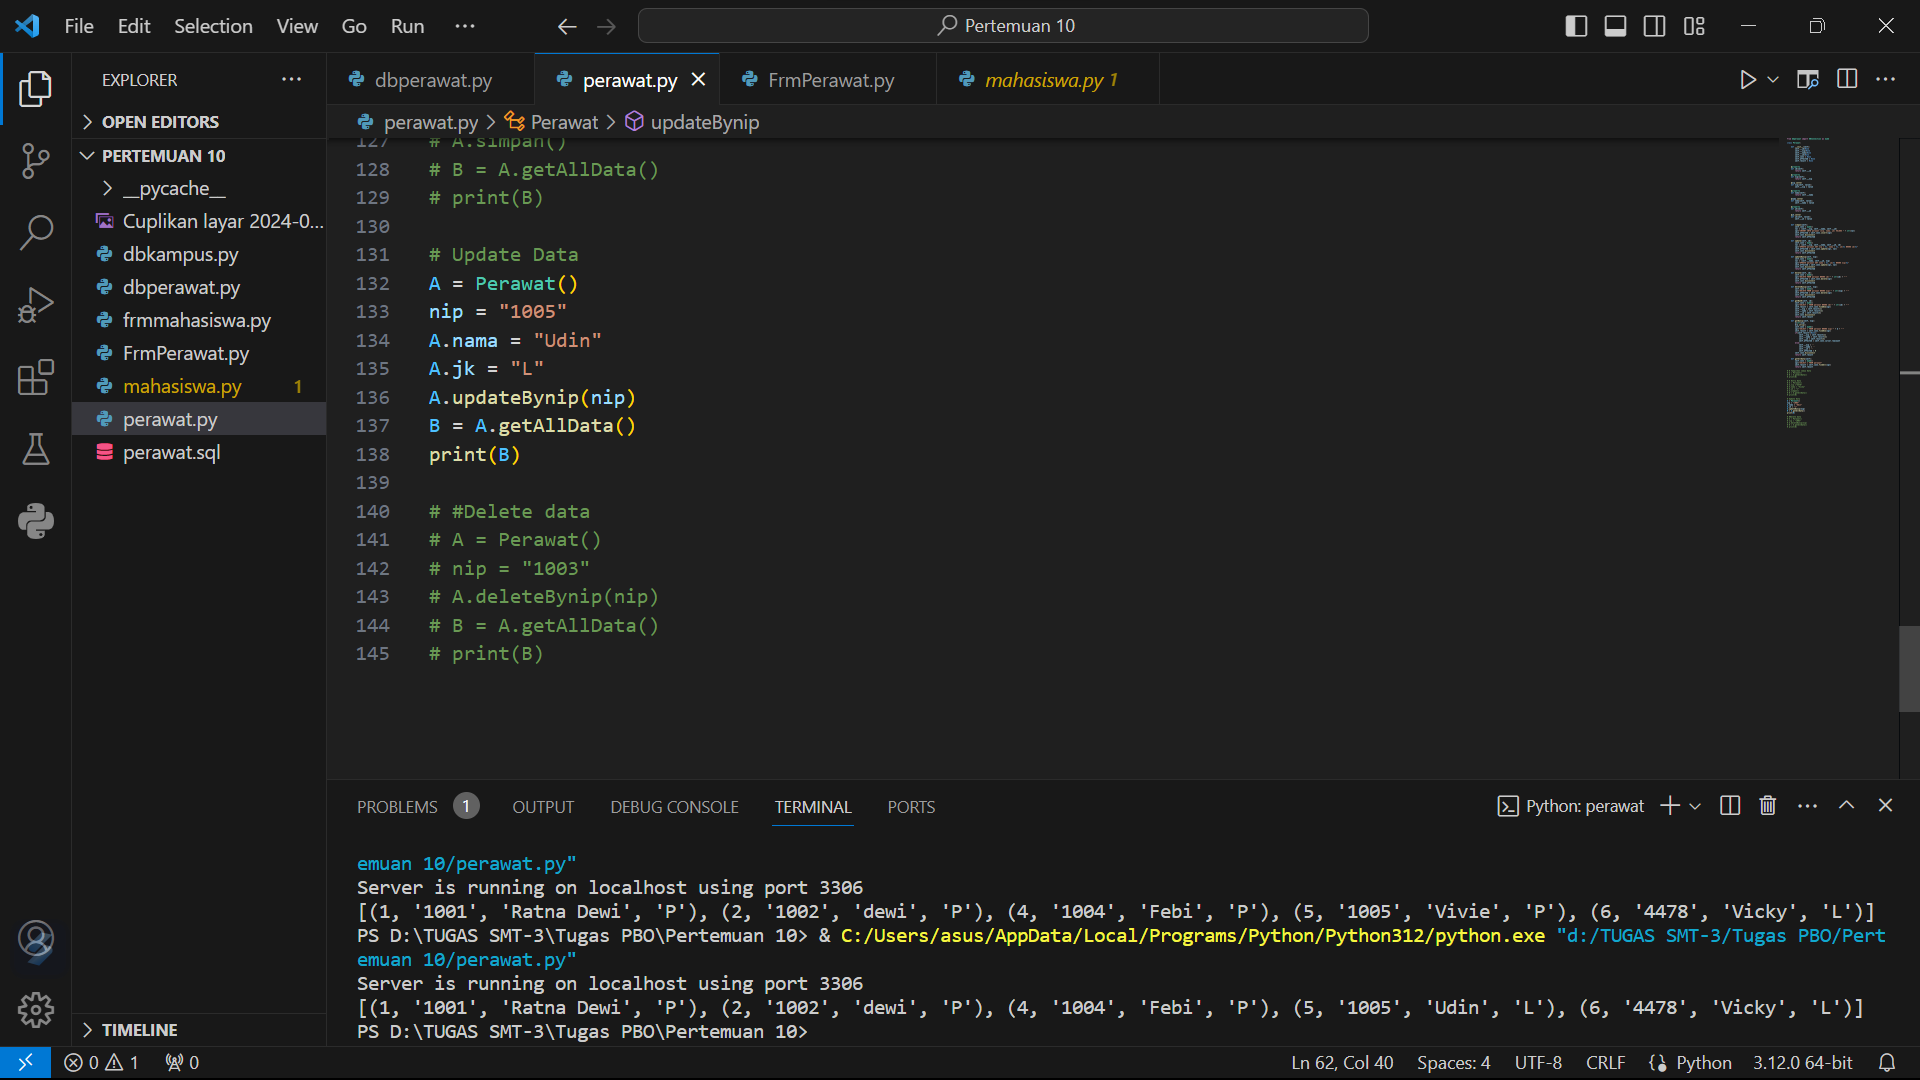 File Edit Selection View Go Run ···
Pertemuan 10
EXPLORER ···
OPEN EDITORS
PERTEMUAN 10
__pycache__
Cuplikan layar 2024-0...
dbkampus.py
dbperawat.py
frmmahasiswa.py
FrmPerawat.py
mahasiswa.py 1
perawat.py
perawat.sql
TIMELINE
dbperawat.py perawat.py FrmPerawat.py mahasiswa.py 1
perawat.py > Perawat > updateBynip
127 # A.simpan()
128 # B = A.getAllData()
129 # print(B)
130
131 # Update Data
132 A = Perawat()
133 nip = "1005"
134 A.nama = "Udin"
135 A.jk = "L"
136 A.updateBynip(nip)
137 B = A.getAllData()
138 print(B)
139
140 # #Delete data
141 # A = Perawat()
142 # nip = "1003"
143 # A.deleteBynip(nip)
144 # B = A.getAllData()
145 # print(B)
PROBLEMS 1 OUTPUT DEBUG CONSOLE TERMINAL PORTS
Python: perawat
emuan 10/perawat.py"
Server is running on localhost using port 3306
[(1, '1001', 'Ratna Dewi', 'P'), (2, '1002', 'dewi', 'P'), (4, '1004', 'Febi', 'P'), (5, '1005', 'Vivie', 'P'), (6, '4478', 'Vicky', 'L')]
PS D:\TUGAS SMT-3\Tugas PBO\Pertemuan 10> & C:/Users/asus/AppData/Local/Programs/Python/Python312/python.exe "d:/TUGAS SMT-3/Tugas PBO/Pert
emuan 10/perawat.py"
Server is running on localhost using port 3306
[(1, '1001', 'Ratna Dewi', 'P'), (2, '1002', 'dewi', 'P'), (4, '1004', 'Febi', 'P'), (5, '1005', 'Udin', 'L'), (6, '4478', 'Vicky', 'L')]
PS D:\TUGAS SMT-3\Tugas PBO\Pertemuan 10>
0 1 0
Ln 62, Col 40 Spaces: 4 UTF-8 CRLF Python 3.12.0 64-bit